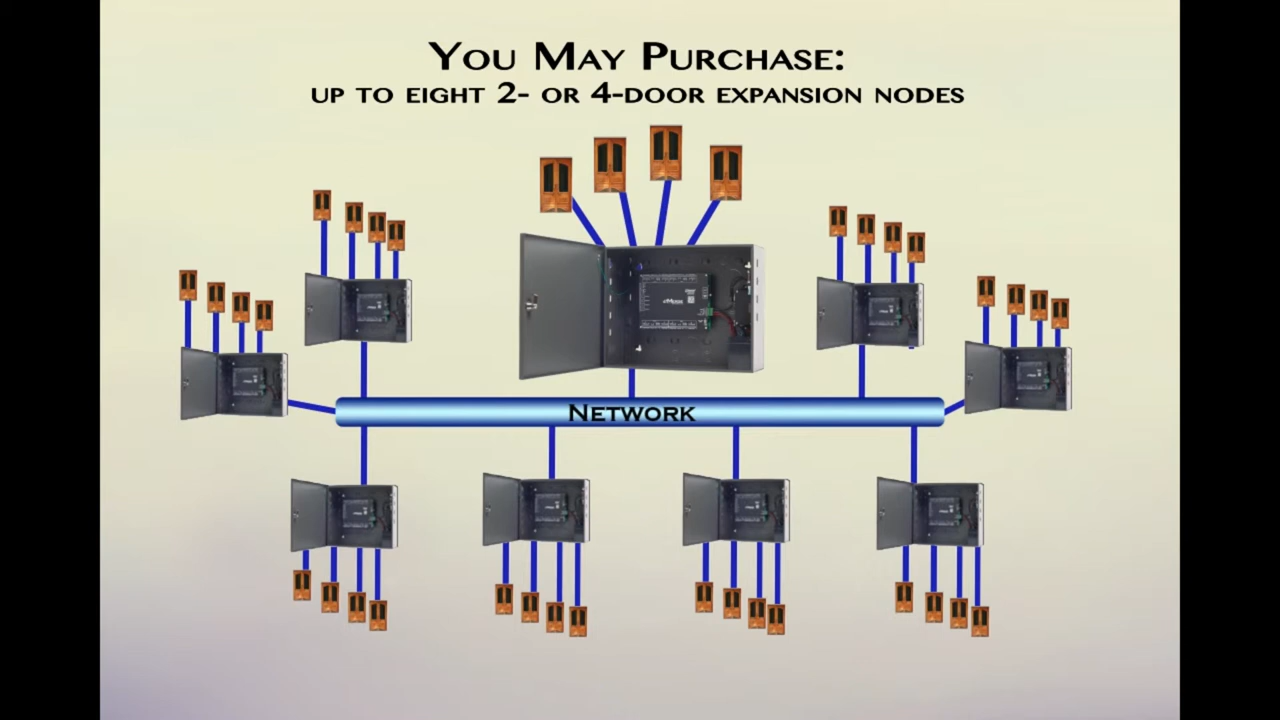 You May Purchase:
up to eight 2- or 4-door expansion nodes
Network